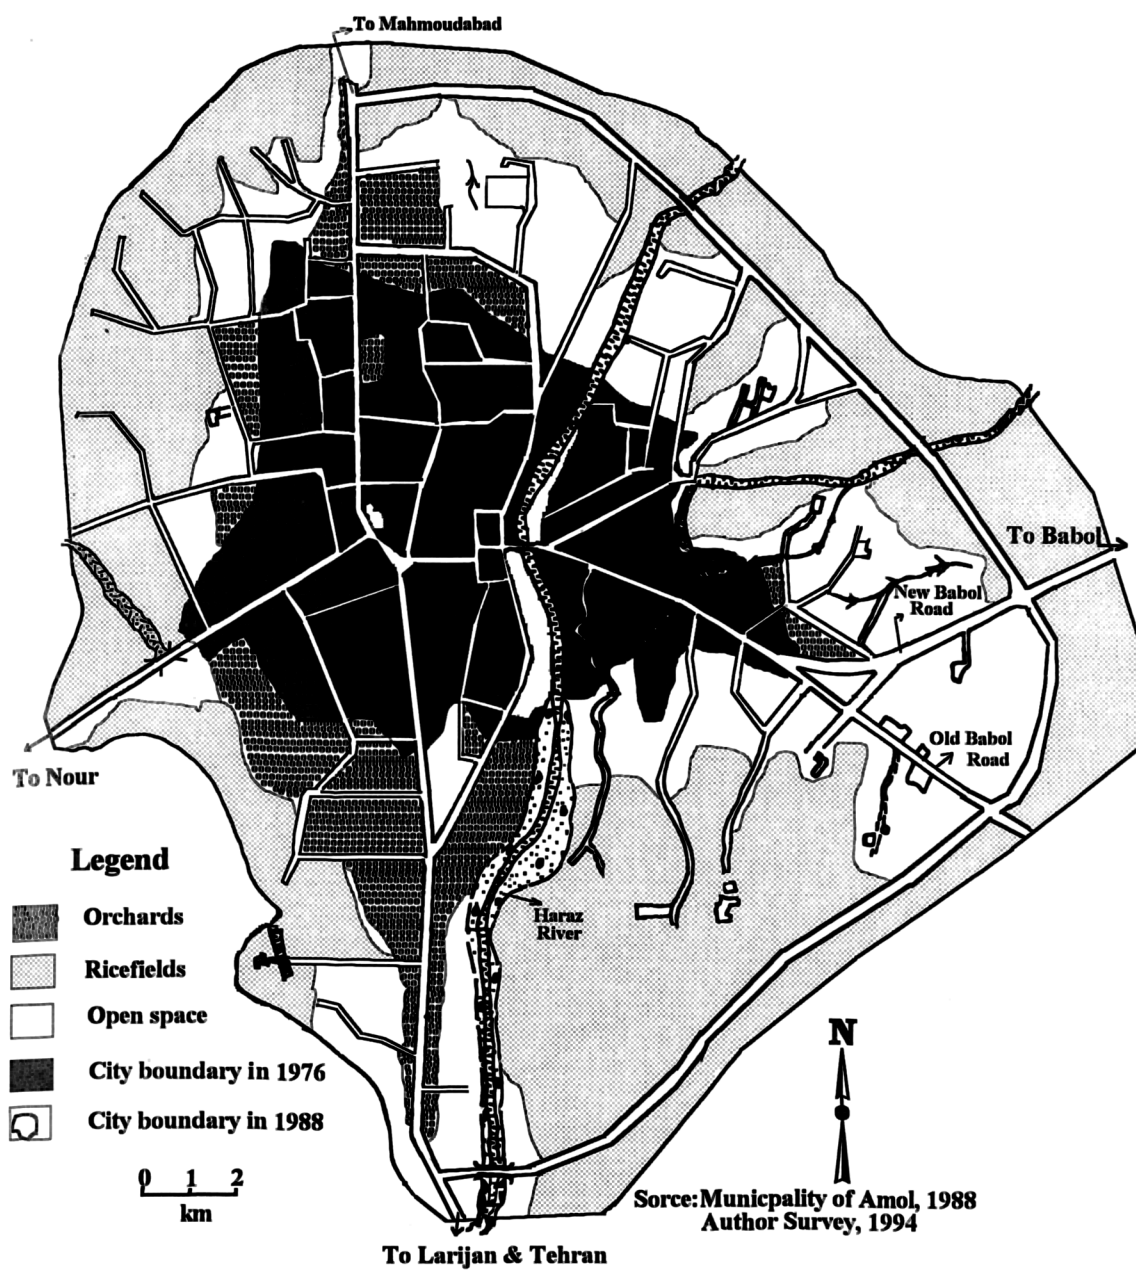 To Mahmoudabad
To Babol
New Babol
Road
Old Babol
Road
To Nour
Legend
Orchards
Ricefields
Open space
City boundary in 1976
City boundary in 1988
Haraz
River
0 1 2
km
N
Sorce:Municpality of Amol, 1988
Author Survey, 1994
To Larijan & Tehran